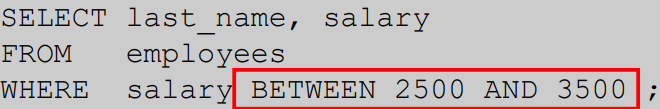 SELECT last_name, salary
FROM   employees
WHERE  salary BETWEEN 2500 AND 3500 ;